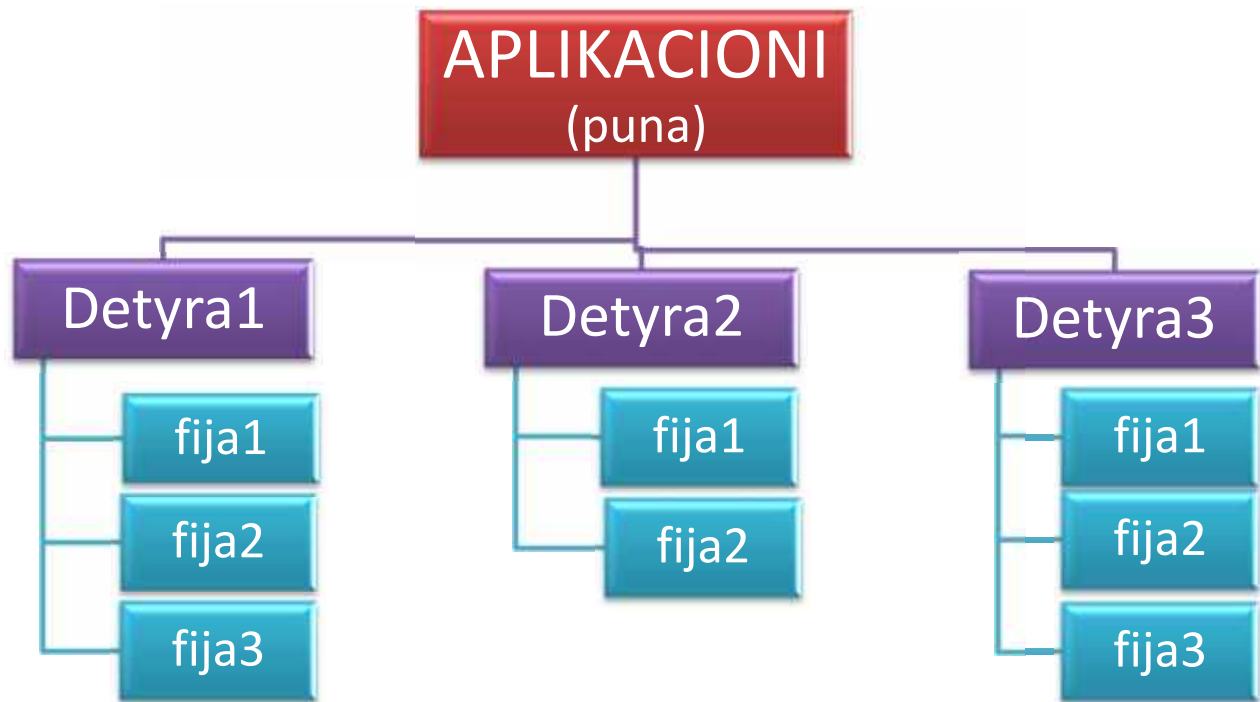 APLIKACIONI
(puna)
Detyra1
fija1
fija2
fija3
Detyra2
fija1
fija2
Detyra3
fija1
fija2
fija3